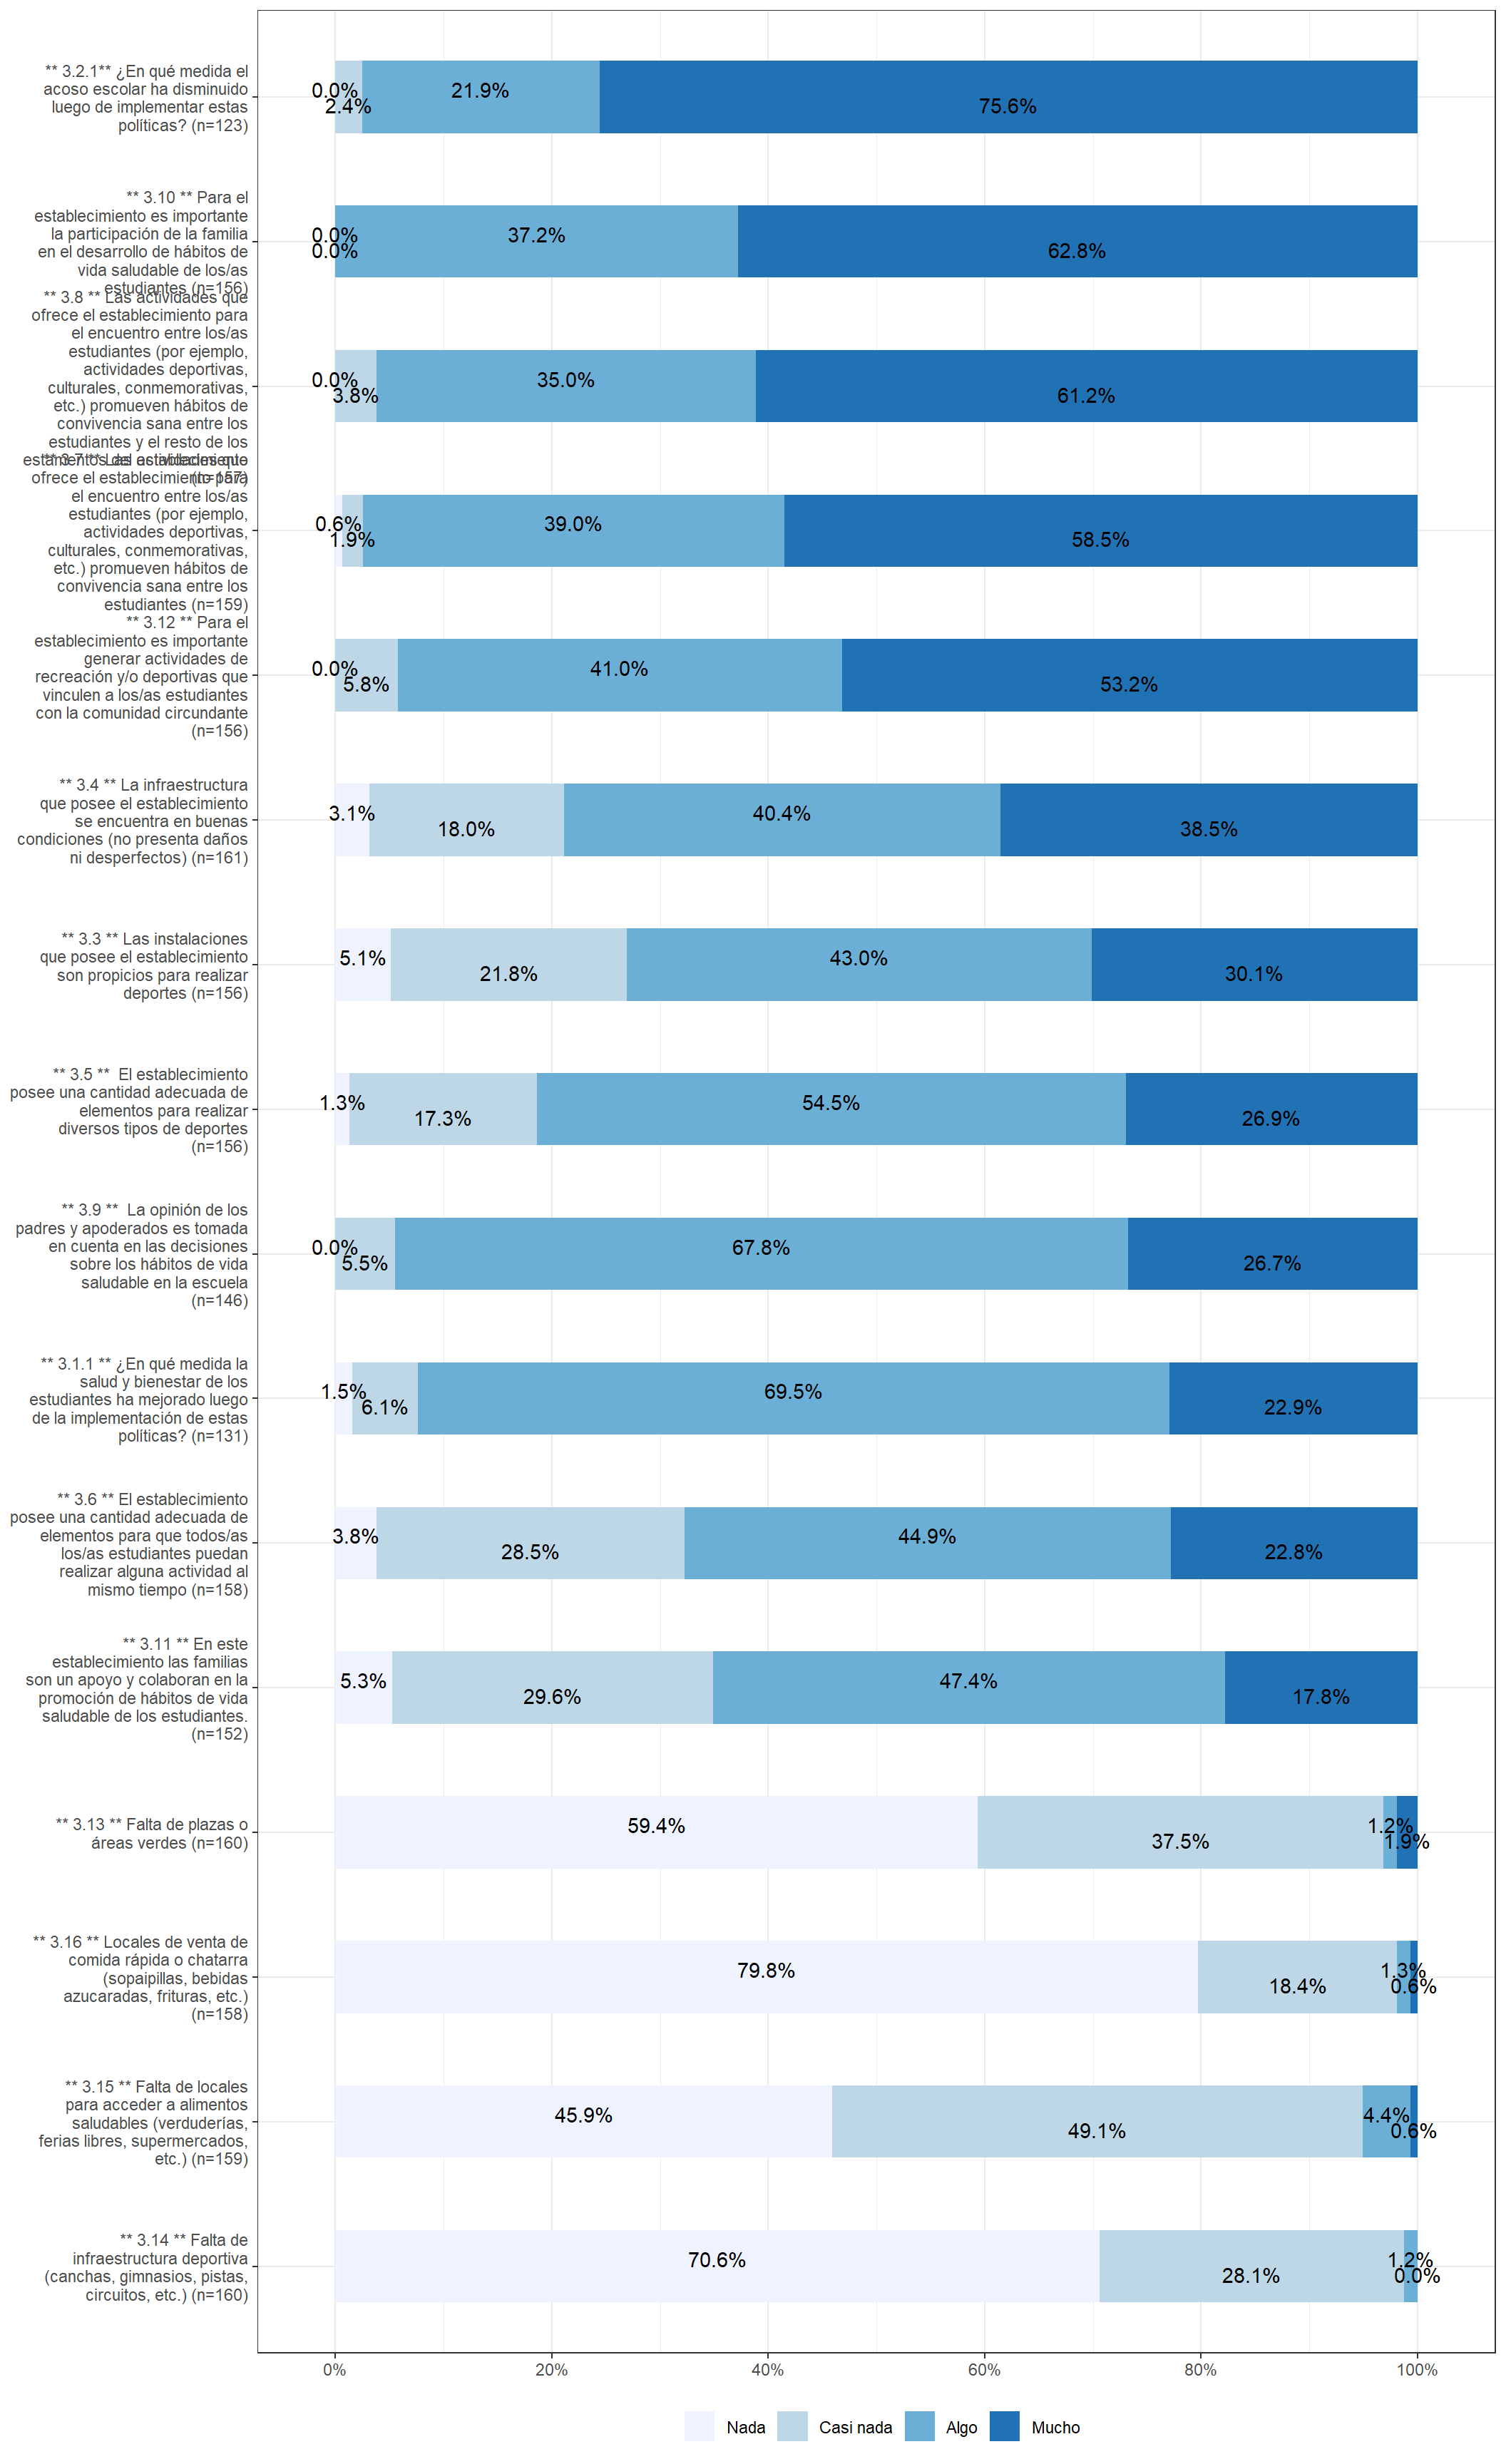 ** 3.2.1** ¿En qué medida el
acoso escolar ha disminuido
luego de implementar estas
políticas? (n=123)
0.0%
2.4%
21.9%
75.6%
** 3.10 ** Para el
establecimiento es importante
la participación de la familia
en el desarrollo de hábitos de
vida saludable de los/as
estudiantes (n=156)
0.0%
0.0%
37.2%
62.8%
** 3.8 ** Las actividades que
ofrece el establecimiento para
el encuentro entre los/as
estudiantes (por ejemplo,
actividades deportivas,
culturales, conmemorativas,
etc.) promueven hábitos de
convivencia sana entre los
estudiantes y el resto de los
estamentos del establecimiento
(n=157)
0.0%
3.8%
35.0%
61.2%
** 3.7 ** Las actividades que
ofrece el establecimiento para
el encuentro entre los/as
estudiantes (por ejemplo,
actividades deportivas,
culturales, conmemorativas,
etc.) promueven hábitos de
convivencia sana entre los
estudiantes (n=159)
0.6%
1.9%
39.0%
58.5%
** 3.12 ** Para el
establecimiento es importante
generar actividades de
recreación y/o deportivas que
vinculen a los/as estudiantes
con la comunidad circundante
(n=156)
0.0%
5.8%
41.0%
53.2%
** 3.4 ** La infraestructura
que posee el establecimiento
se encuentra en buenas
condiciones (no presenta daños
ni desperfectos) (n=161)
3.1%
18.0%
40.4%
38.5%
** 3.3 ** Las instalaciones
que posee el establecimiento
son propicios para realizar
deportes (n=156)
5.1%
21.8%
43.0%
30.1%
** 3.5 **  El establecimiento
posee una cantidad adecuada de
elementos para realizar
diversos tipos de deportes
(n=156)
1.3%
17.3%
54.5%
26.9%
** 3.9 **  La opinión de los
padres y apoderados es tomada
en cuenta en las decisiones
sobre los hábitos de vida
saludable en la escuela
(n=146)
0.0%
5.5%
67.8%
26.7%
** 3.1.1 ** ¿En qué medida la
salud y bienestar de los
estudiantes ha mejorado luego
de la implementación de estas
políticas? (n=131)
1.5%
6.1%
69.5%
22.9%
** 3.6 ** El establecimiento
posee una cantidad adecuada de
elementos para que todos/as
los/as estudiantes puedan
realizar alguna actividad al
mismo tiempo (n=158)
3.8%
28.5%
44.9%
22.8%
** 3.11 ** En este
establecimiento las familias
son un apoyo y colaboran en la
promoción de hábitos de vida
saludable de los estudiantes.
(n=152)
5.3%
29.6%
47.4%
17.8%
** 3.13 ** Falta de plazas o
áreas verdes (n=160)
59.4%
37.5%
1.2%
1.9%
** 3.16 ** Locales de venta de
comida rápida o chatarra
(sopaipillas, bebidas
azucaradas, frituras, etc.)
(n=158)
79.8%
18.4%
1.3%
0.6%
** 3.15 ** Falta de locales
para acceder a alimentos
saludables (verduderías,
ferias libres, supermercados,
etc.) (n=159)
45.9%
49.1%
4.4%
0.6%
** 3.14 ** Falta de
infraestructura deportiva
(canchas, gimnasios, pistas,
circuitos, etc.) (n=160)
70.6%
28.1%
1.2%
0.0%
0% 20% 40% 60% 80% 100%
Nada Casi nada Algo Mucho